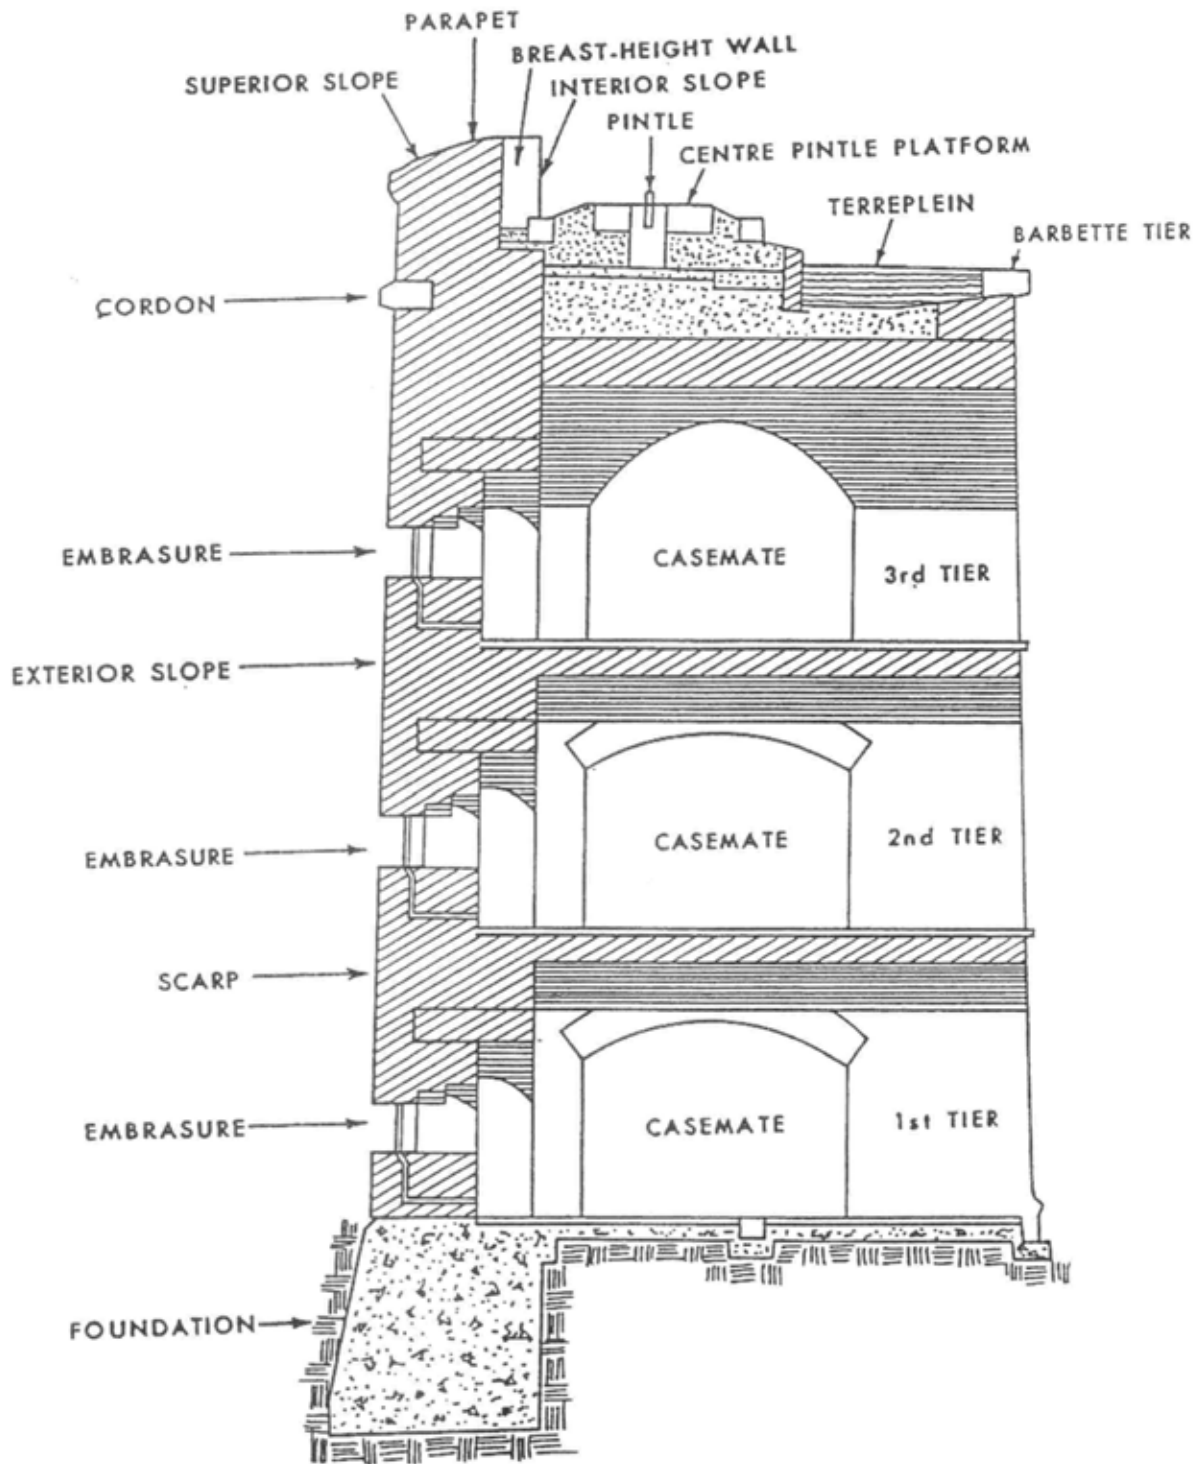 PARAPET
BREAST-HEIGHT WALL
SUPERIOR SLOPE
INTERIOR SLOPE
PINTLE
CENTRE PINTLE PLATFORM
TERREPLEIN
BARBETTE TIER
CORDON
EMBRASURE
CASEMATE
3rd TIER
EXTERIOR SLOPE
EMBRASURE
CASEMATE
2nd TIER
SCARP
EMBRASURE
CASEMATE
1st TIER
FOUNDATION